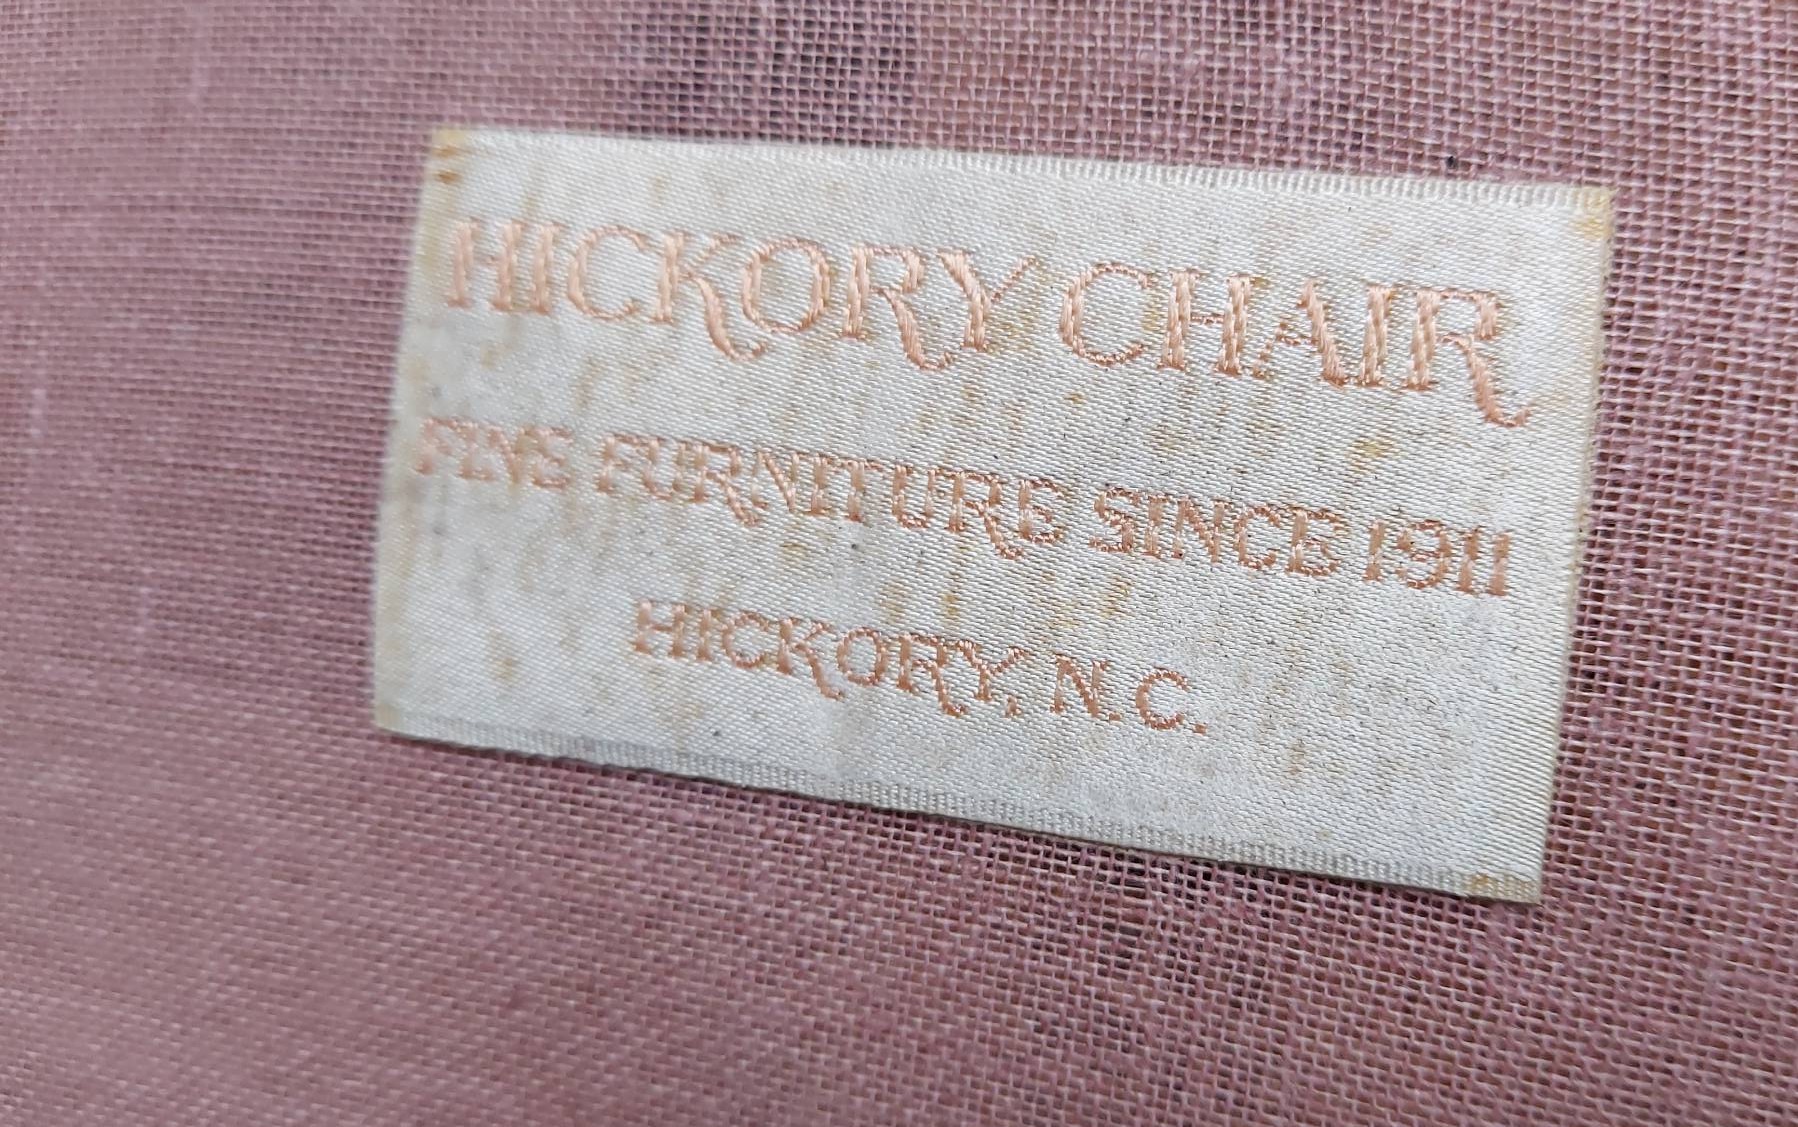 HICKORY CHAIR
FINE FURNITURE SINCE 1911
HICKORY, N.C.